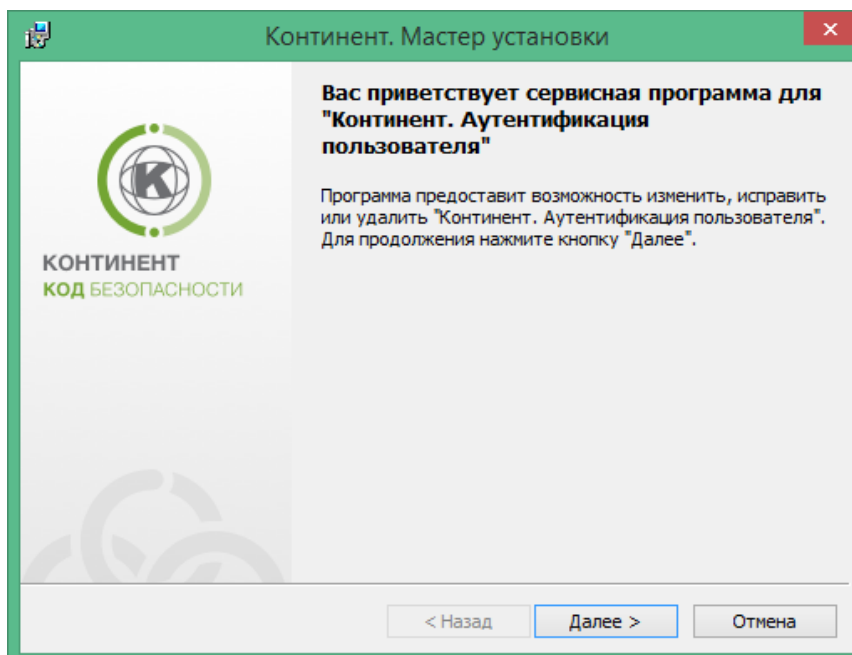 Континент. Мастер установки
Вас приветствует сервисная программа для
"Континент. Аутентификация
пользователя"
Программа предоставит возможность изменить, исправить
или удалить "Континент. Аутентификация пользователя".
Для продолжения нажмите кнопку "Далее".
К
КОНТИНЕНТ
КОД БЕЗОПАСНОСТИ
< Назад
Далее >
Отмена